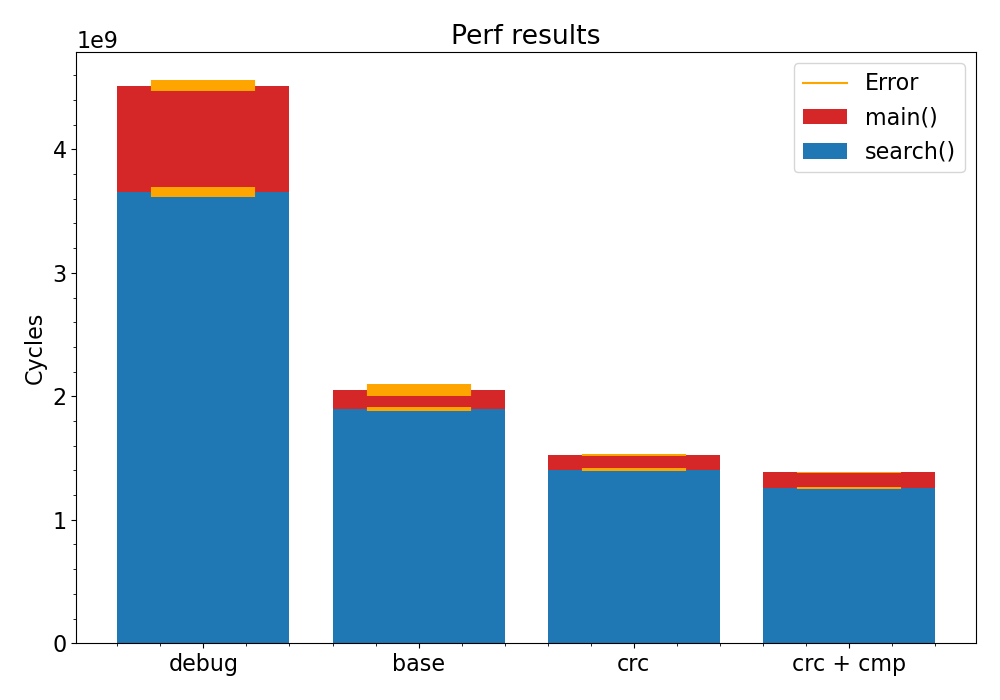 Perf results
1e9
Error
main()
search()
Cycles
4
3
2
1
0
debug
base
crc
crc + cmp